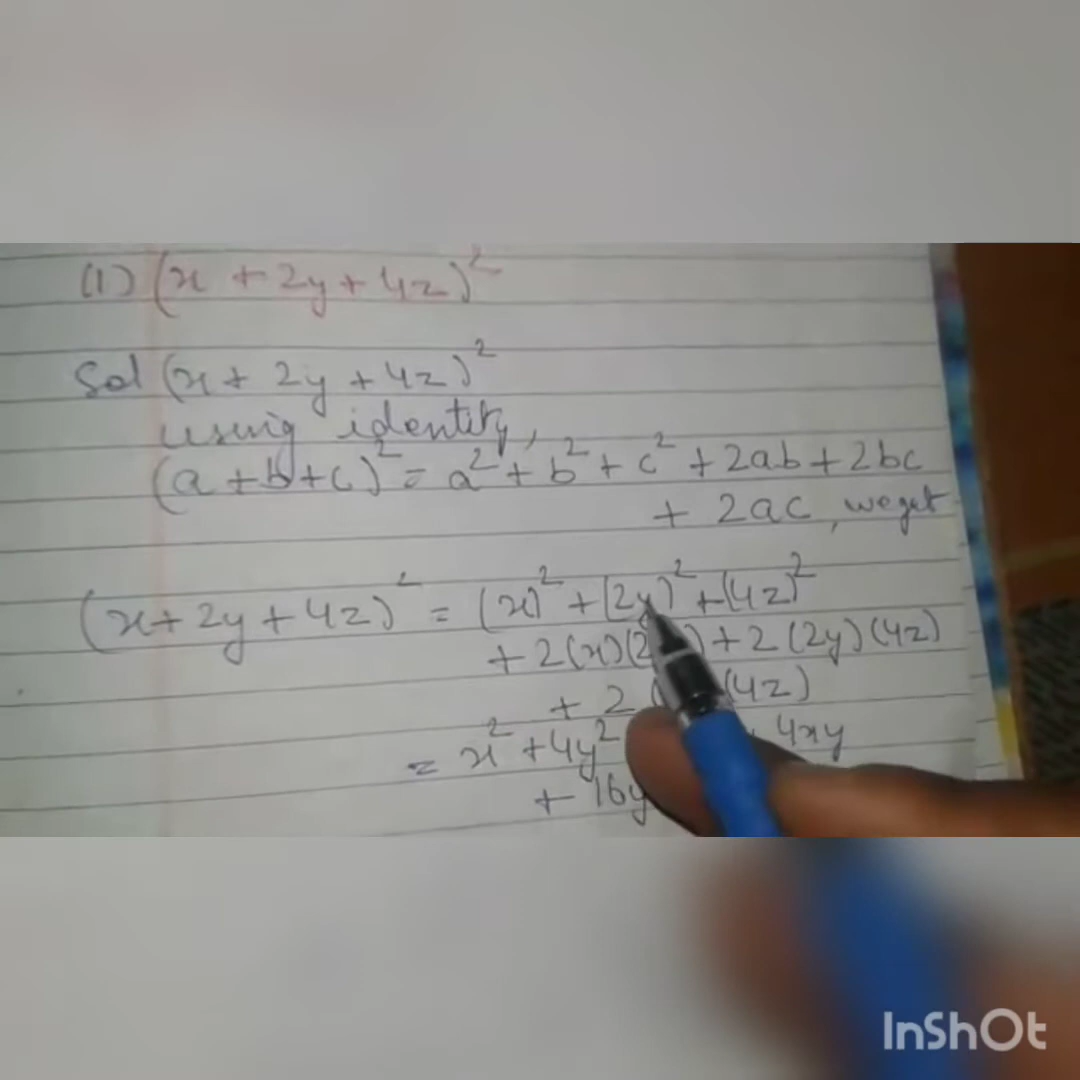 (1) (x + 2y + 4z)²
Sol (x + 2y + 4z)²
using identity,
(a + b + c)² = a² + b² + c² + 2ab + 2bc
+ 2ac, we get
(x + 2y + 4z)² = (x)² + (2y)² + (4z)²
+ 2(x)(2 ) + 2(2y)(4z)
+ 2 ( (4z)
= x² + 4y² 4xy
+ 16y
InShOt